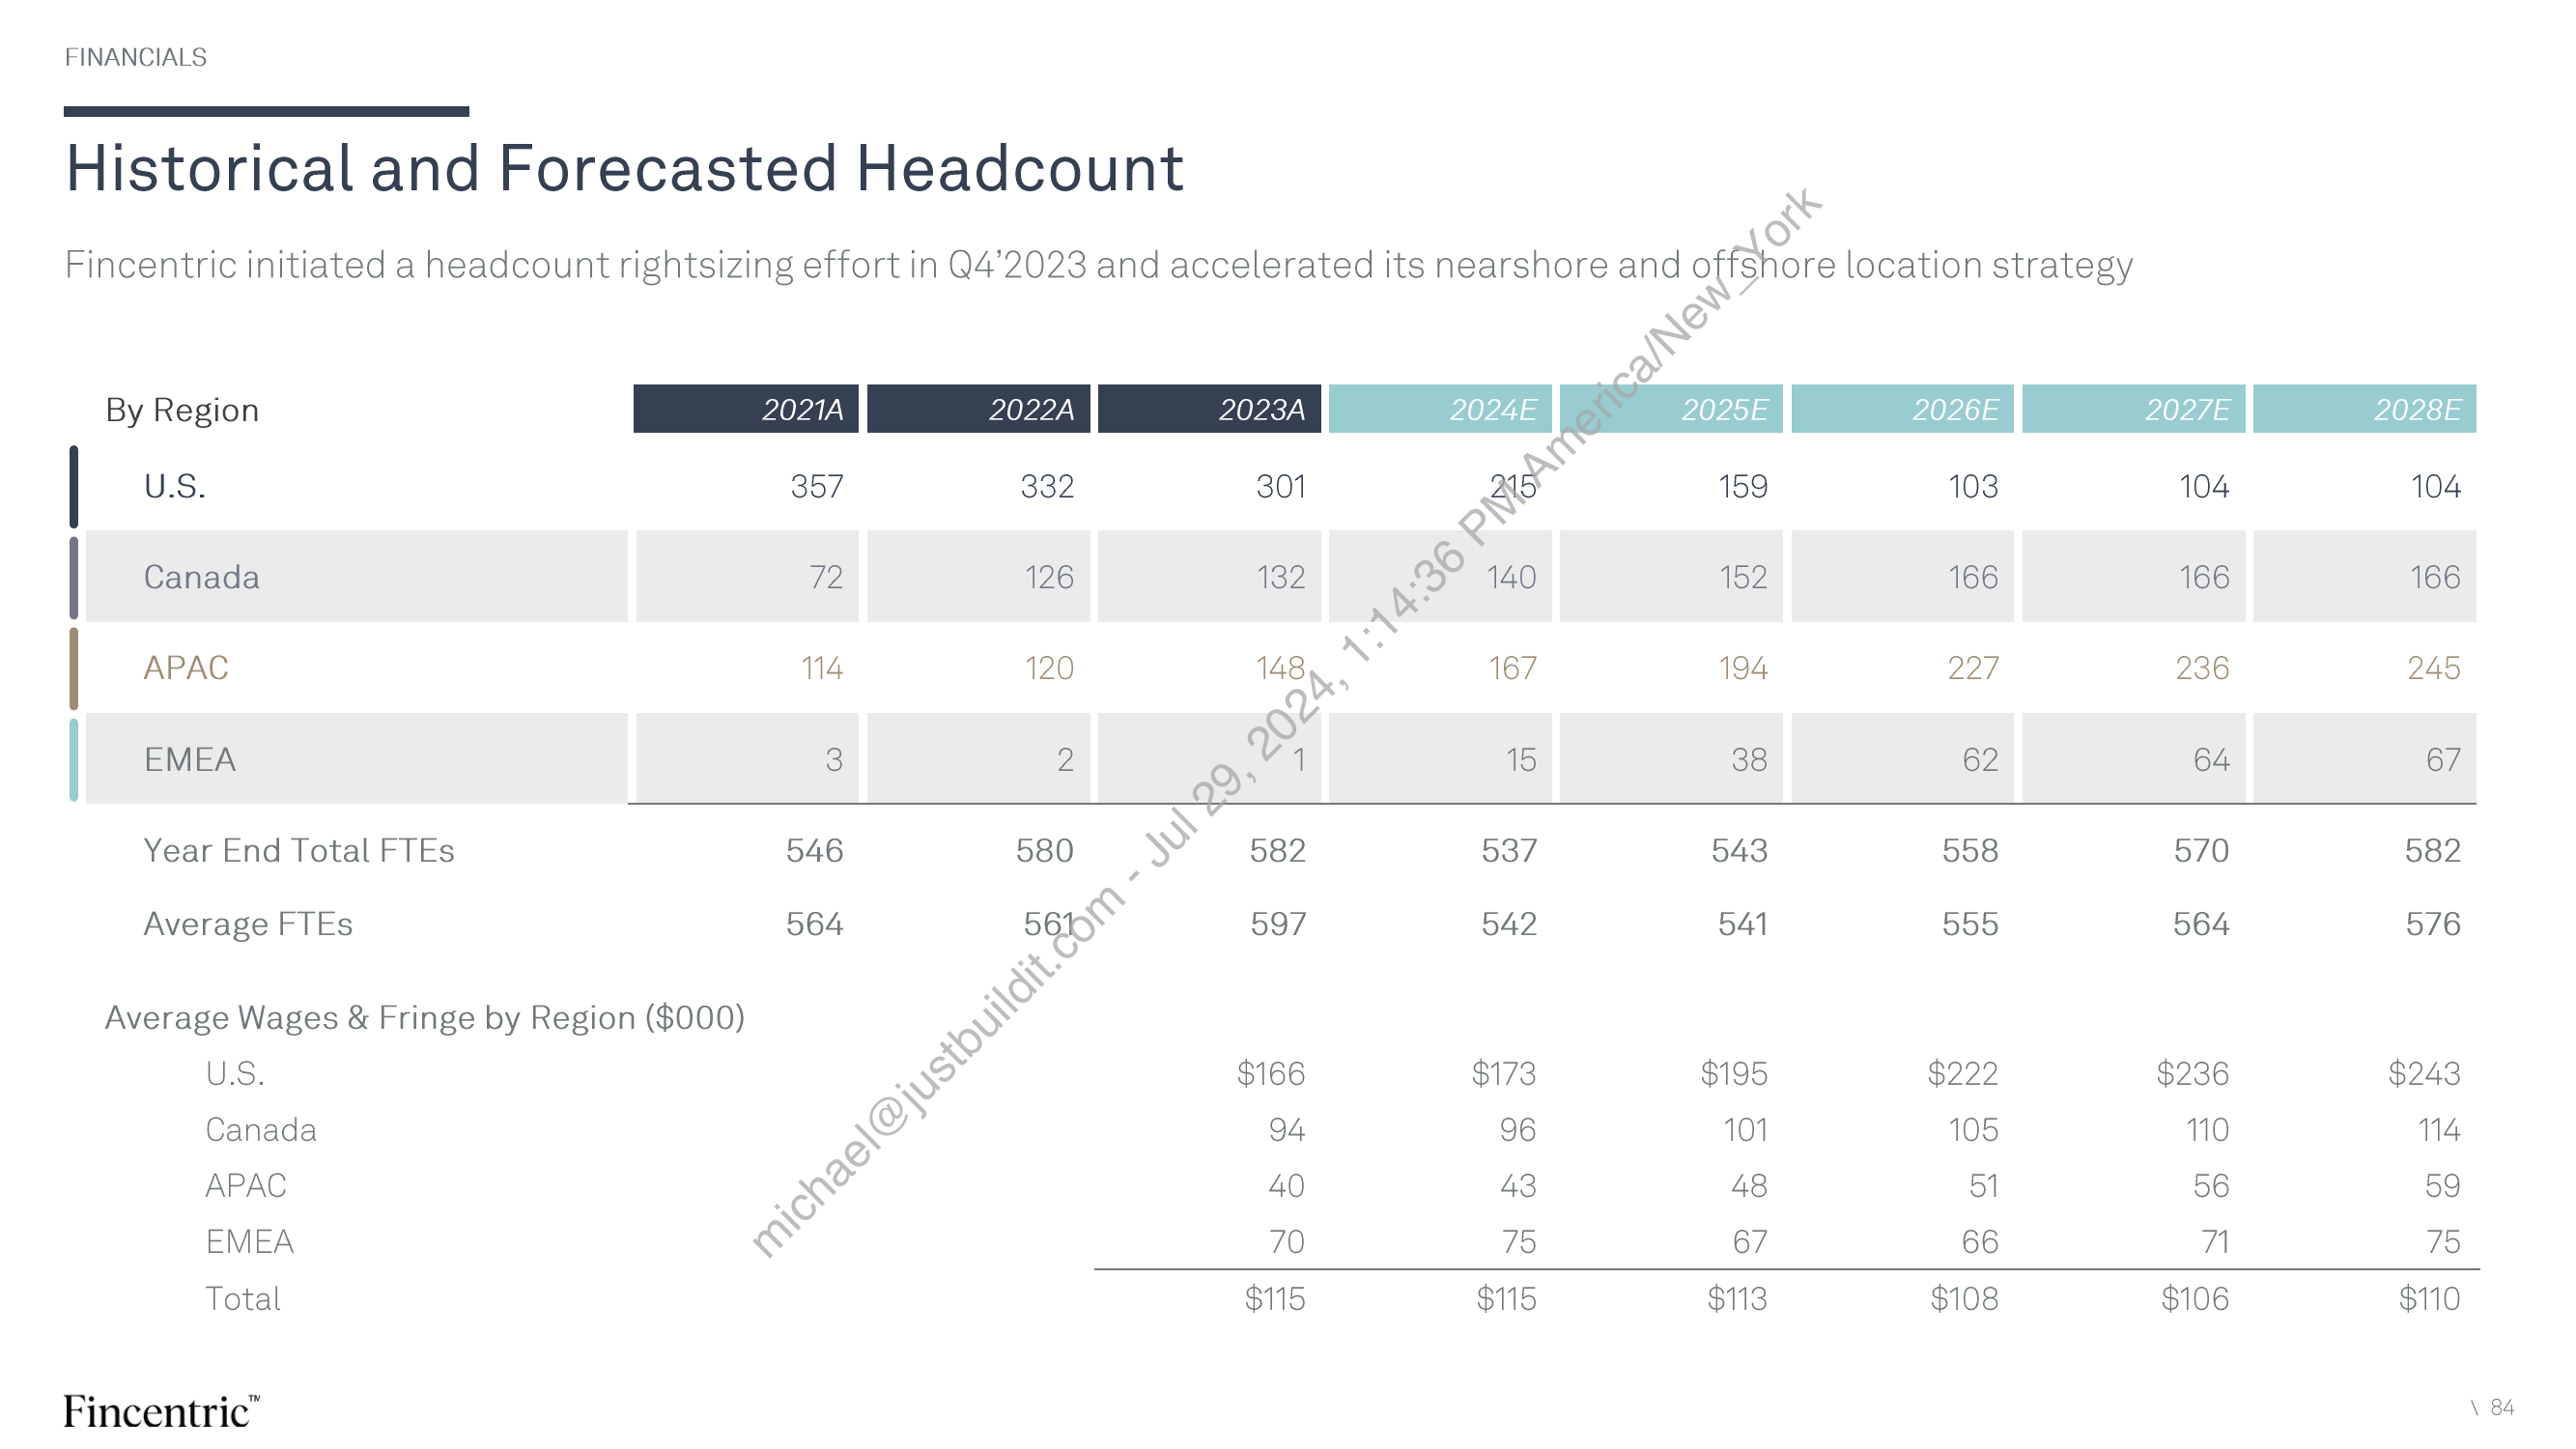 FINANCIALS
Historical and Forecasted Headcount
Fincentric initiated a headcount rightsizing effort in Q4’2023 and accelerated its nearshore and offshore location strategy
By Region 2021A 2022A 2023A 2024E 2025E 2026E 2027E 2028E
U.S. 357 332 301 215 159 103 104 104
Canada 72 126 132 140 152 166 166 166
APAC 114 120 148 167 194 227 236 245
EMEA 3 2 1 15 38 62 64 67
Year End Total FTEs 546 580 582 537 543 558 570 582
Average FTEs 564 561 597 542 541 555 564 576
Average Wages & Fringe by Region ($000)
U.S. $166 $173 $195 $222 $236 $243
Canada 94 96 101 105 110 114
APAC 40 43 48 51 56 59
EMEA 70 75 67 66 71 75
Total $115 $115 $113 $108 $106 $110
michael@justbuildit.com - Jul 29, 2024, 1:14:36 PM America/New_York
Fincentric™
\ 84